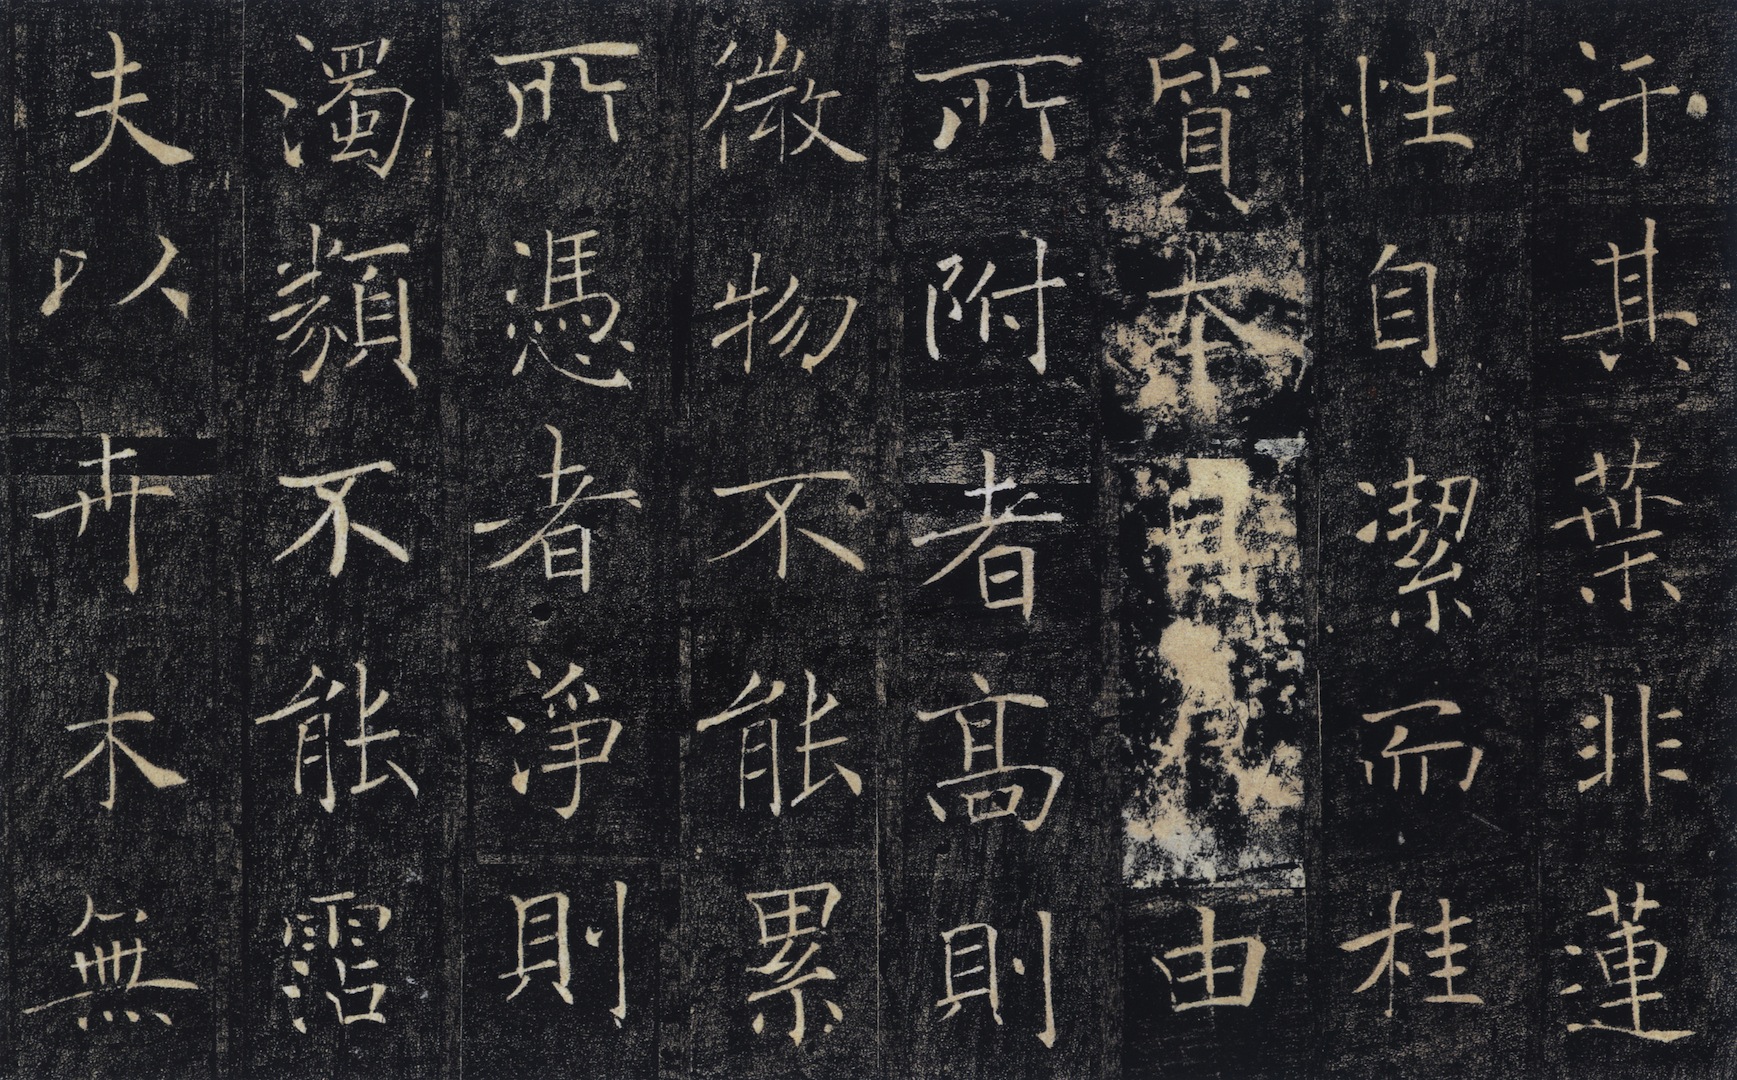 汙其葉非蓮
性自潔而桂
質本貞良由
所附者高則
微物不能累
所憑者淨則
濁類不能霑
夫以卉木無